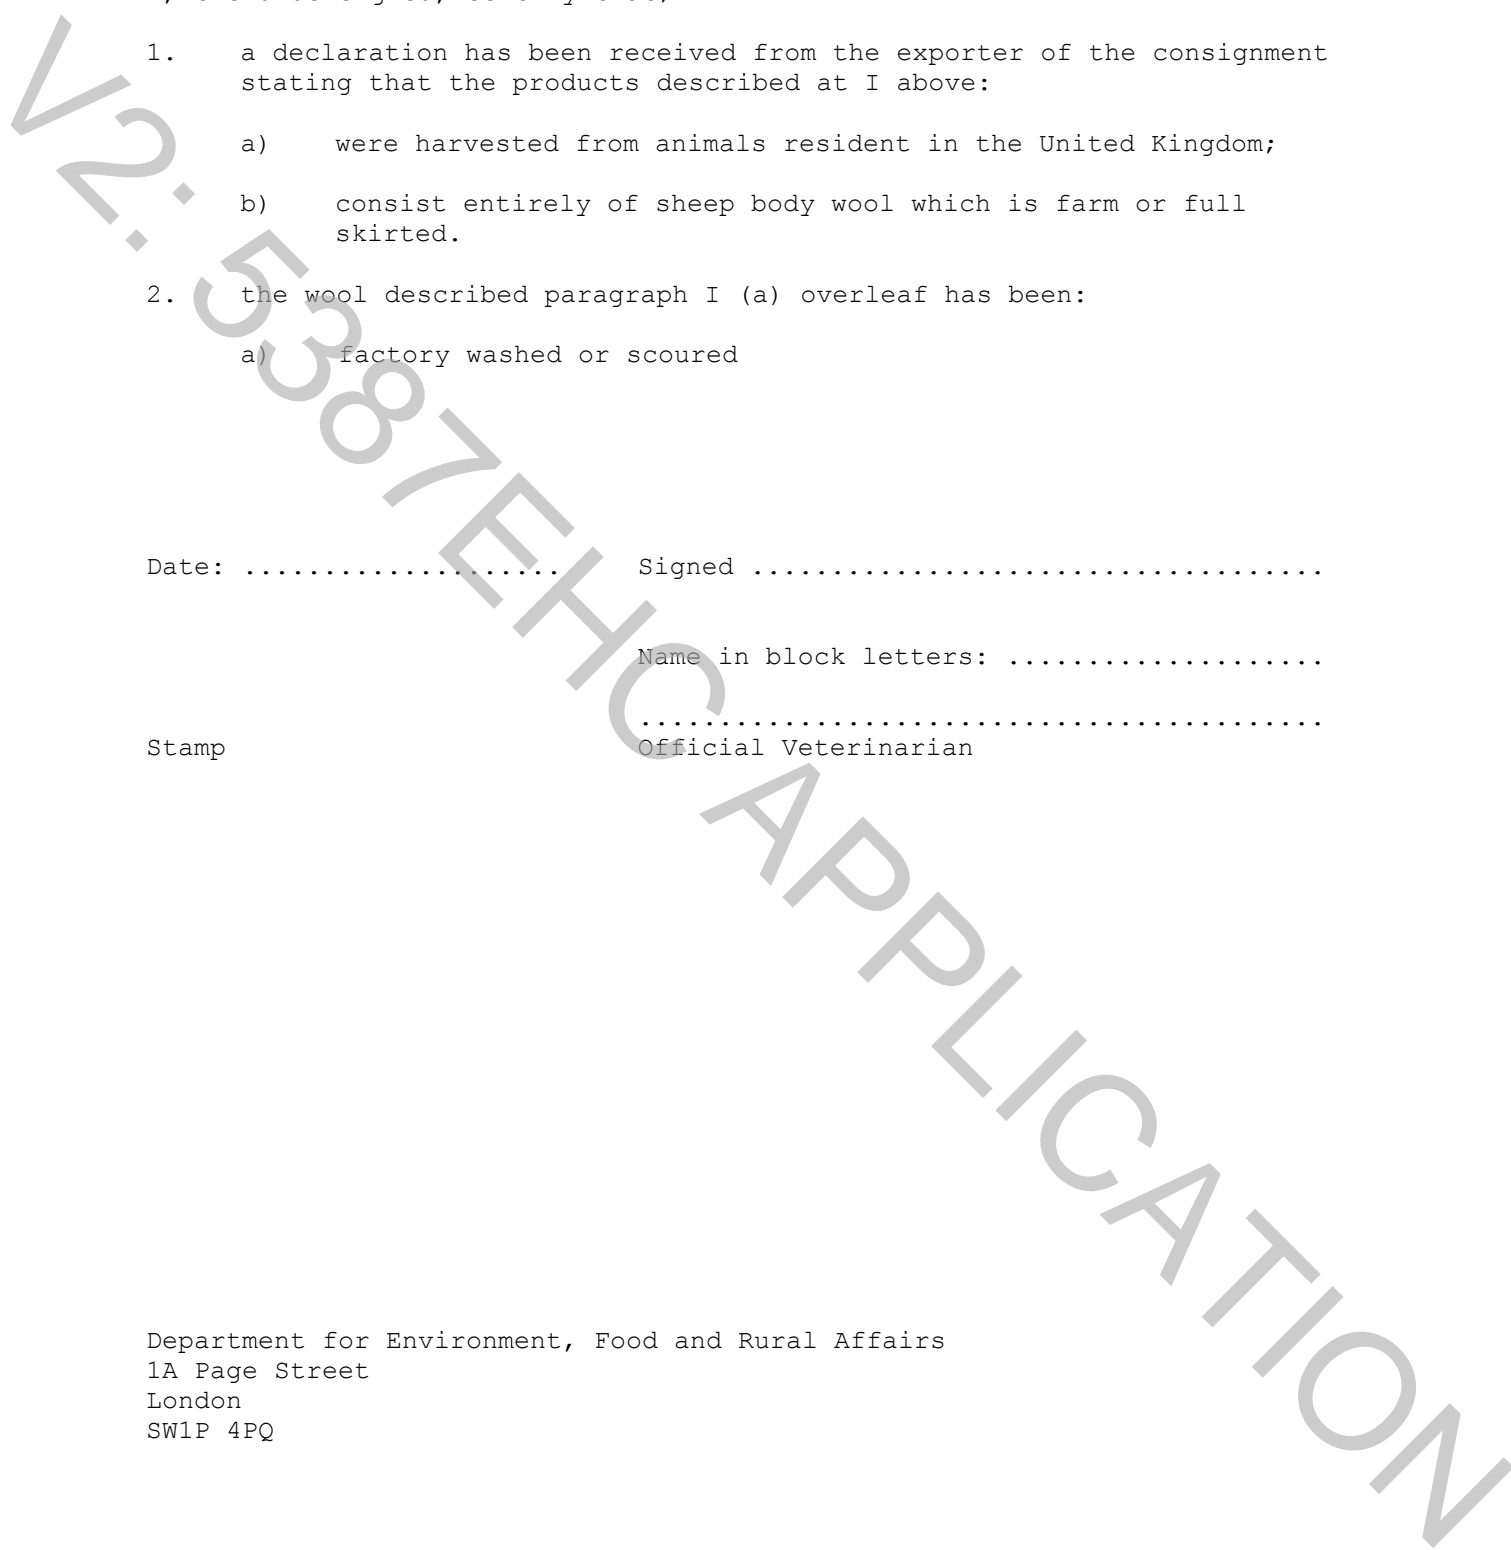 1. a declaration has been received from the exporter of the consignment
stating that the products described at I above:
a) were harvested from animals resident in the United Kingdom;
b) consist entirely of sheep body wool which is farm or full
skirted.
2. the wool described paragraph I (a) overleaf has been:
a) factory washed or scoured
Date: .................... Signed ....................................
Name in block letters: ....................
...........................................
Stamp Official Veterinarian
Department for Environment, Food and Rural Affairs
1A Page Street
London
SW1P 4PQ
V2: 5387EHC APPLICATION